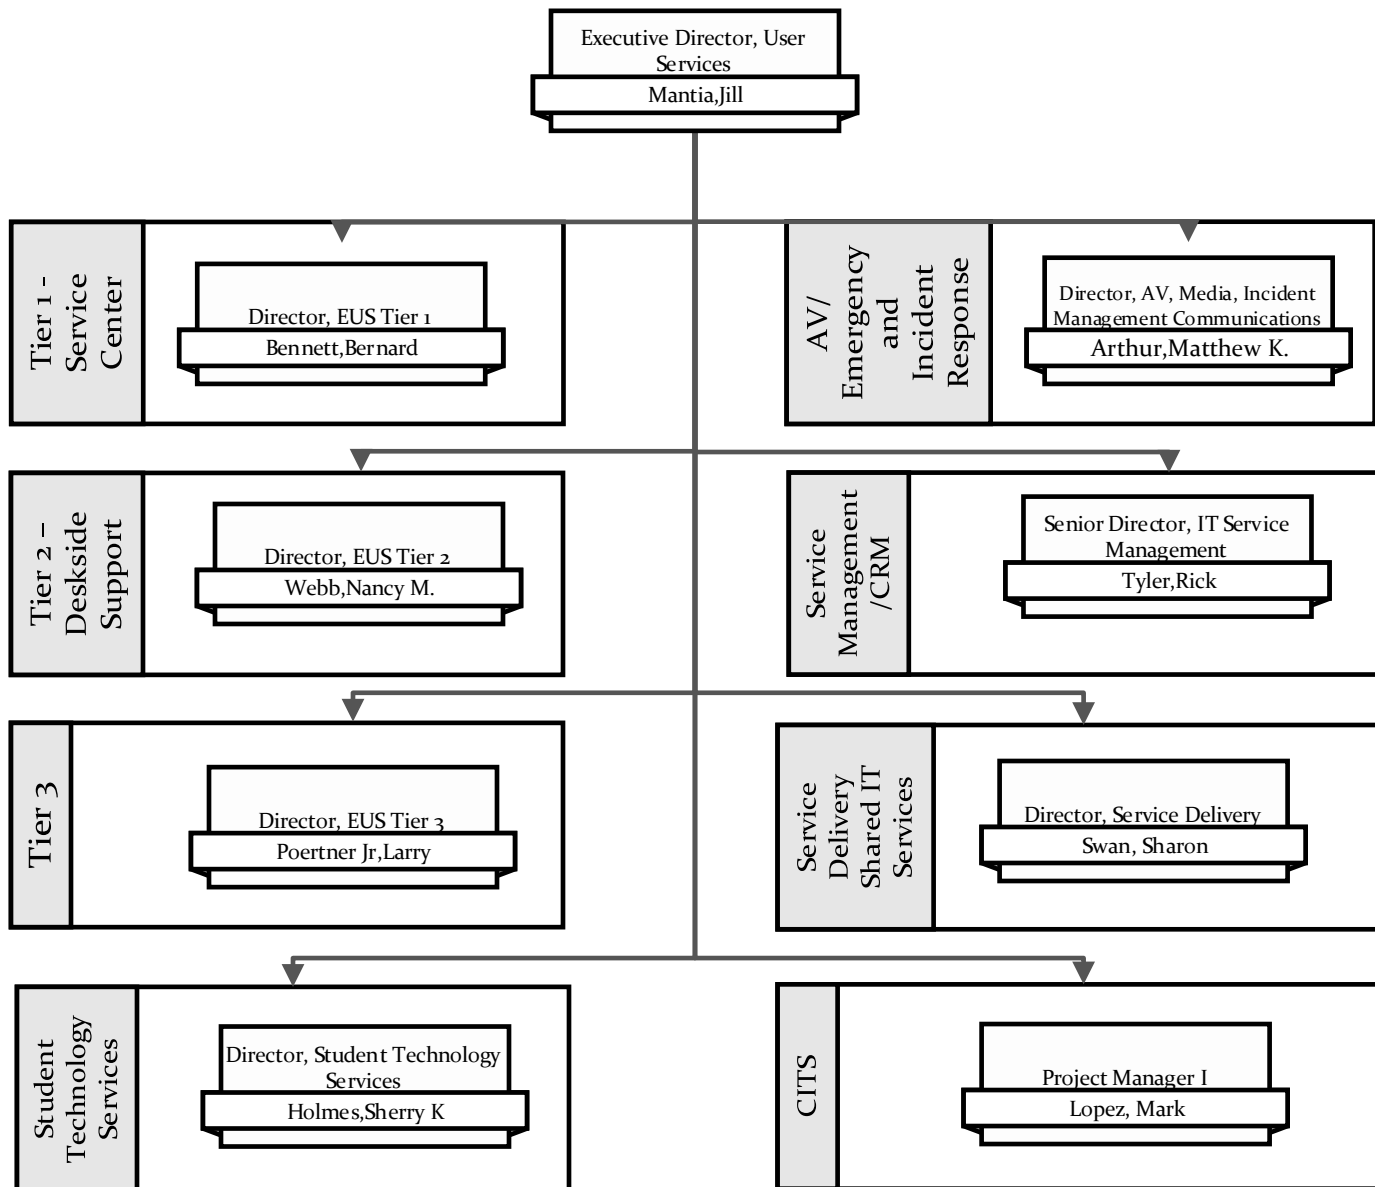 Executive Director, User
Services
Mantia,Jill
Tier 1 -
Service
Center
Director, EUS Tier 1
Bennett,Bernard
AV/
Emergency
and
Incident
Response
Director, AV, Media, Incident
Management Communications
Arthur,Matthew K.
Tier 2 –
Deskside
Support
Director, EUS Tier 2
Webb,Nancy M.
Service
Management
/CRM
Senior Director, IT Service
Management
Tyler,Rick
Tier 3
Director, EUS Tier 3
Poertner Jr,Larry
Service
Delivery
Shared IT
Services
Director, Service Delivery
Swan, Sharon
Student
Technology
Services
Director, Student Technology
Services
Holmes,Sherry K
CITS
Project Manager I
Lopez, Mark